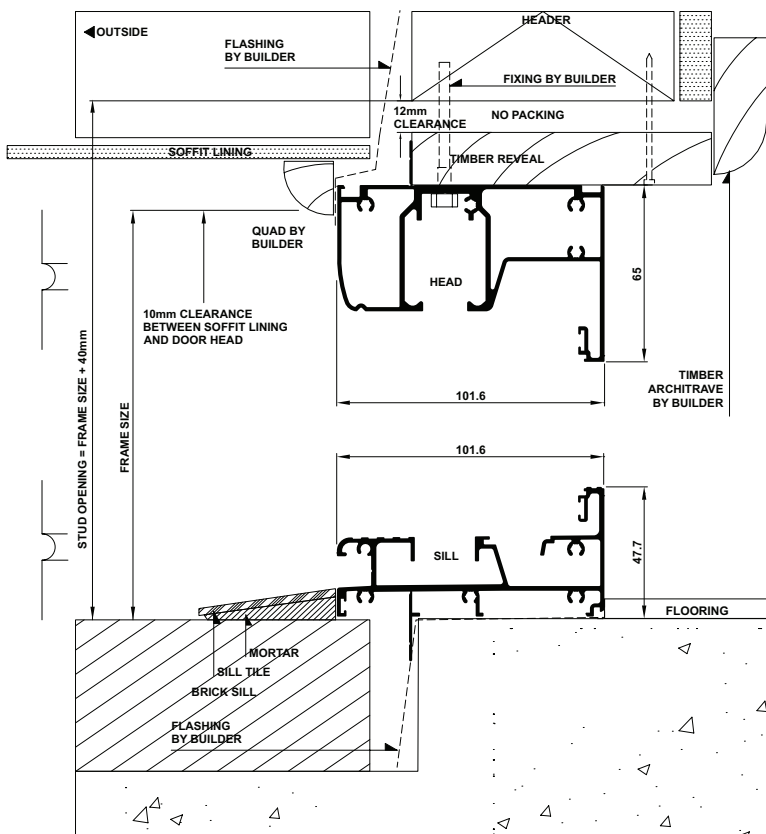 HEADER
OUTSIDE
FLASHING
BY BUILDER
FIXING BY BUILDER
12mm
CLEARANCE
NO PACKING
SOFFIT LINING
TIMBER REVEAL
QUAD BY
BUILDER
HEAD
65
10mm CLEARANCE
BETWEEN SOFFIT LINING
AND DOOR HEAD
TIMBER
ARCHITRAVE
BY BUILDER
101.6
STUD OPENING = FRAME SIZE + 40mm
FRAME SIZE
101.6
SILL
47.7
FLOORING
MORTAR
SILL TILE
BRICK SILL
FLASHING
BY BUILDER